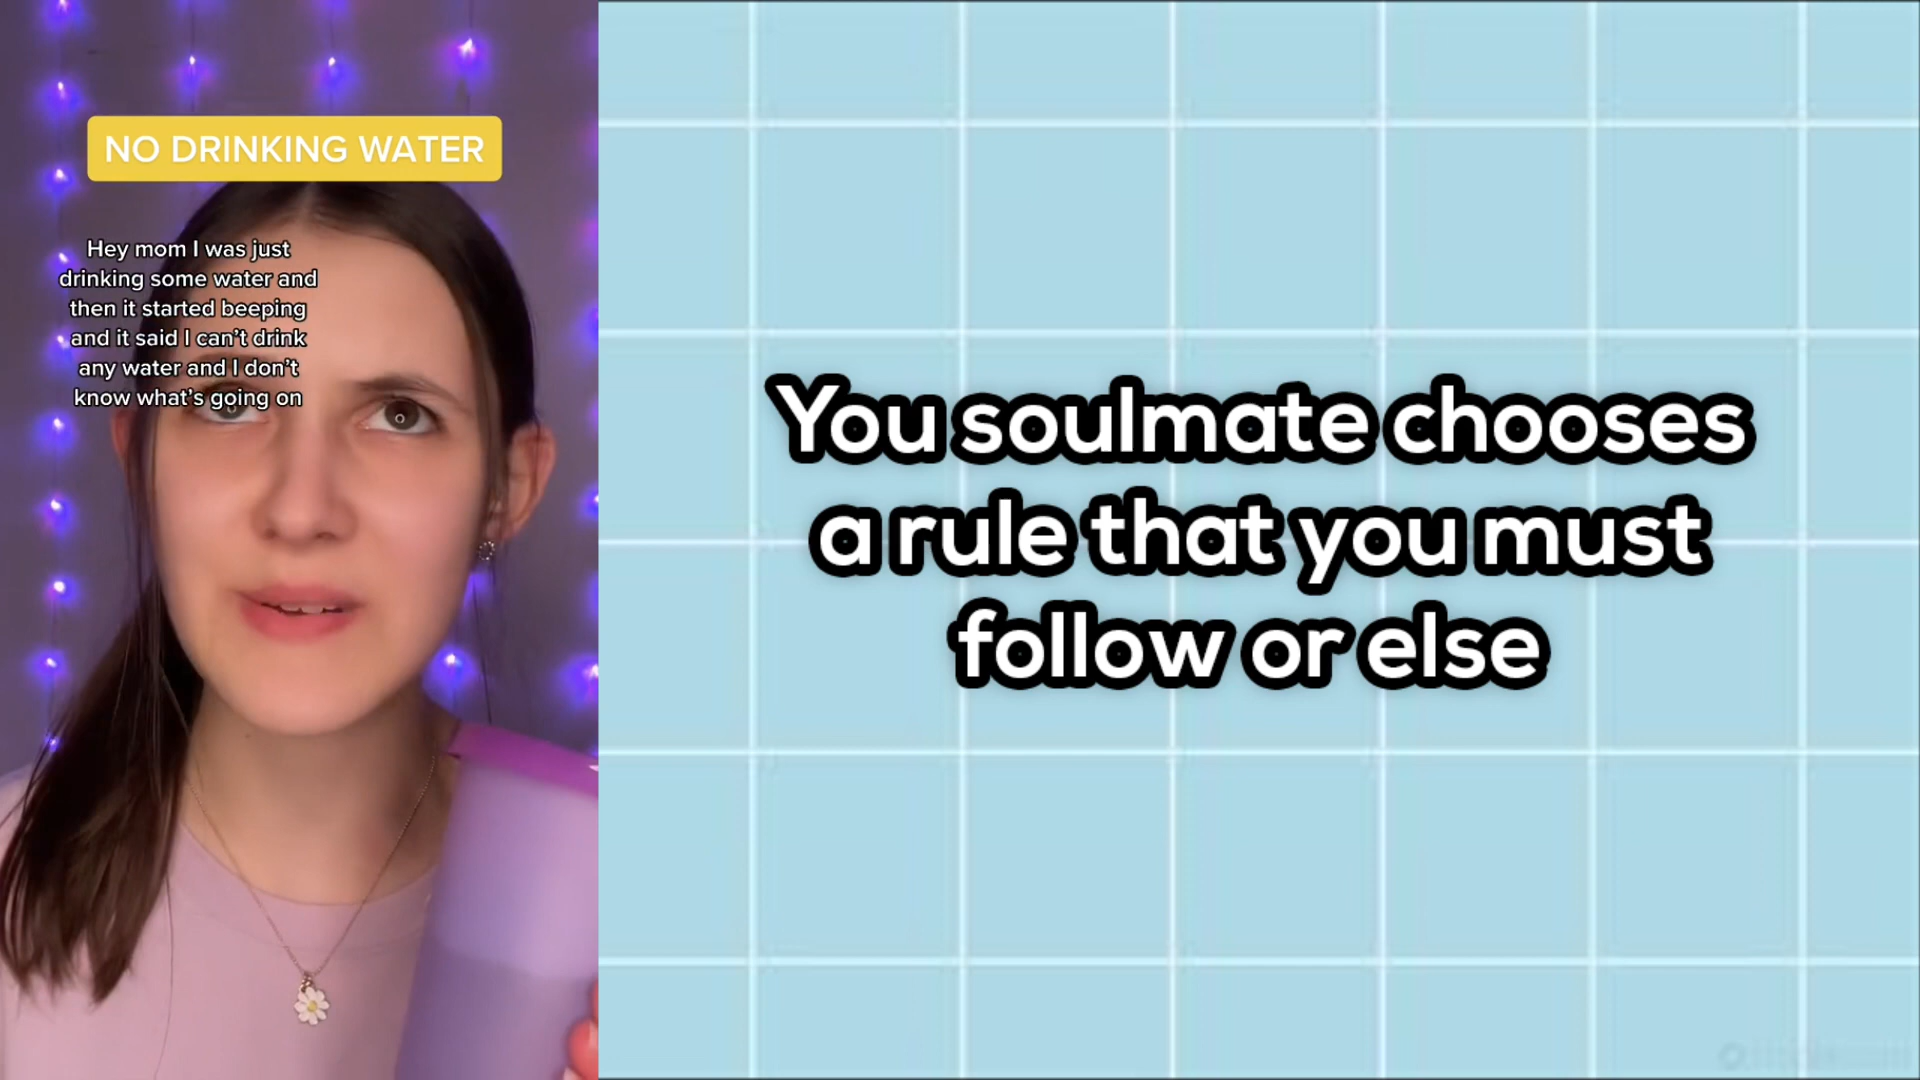 NO DRINKING WATER
Hey mom I was just
drinking some water and
then it started beeping
and it said I can't drink
any water and I don't
know what's going on
You soulmate chooses
a rule that you must
follow or else